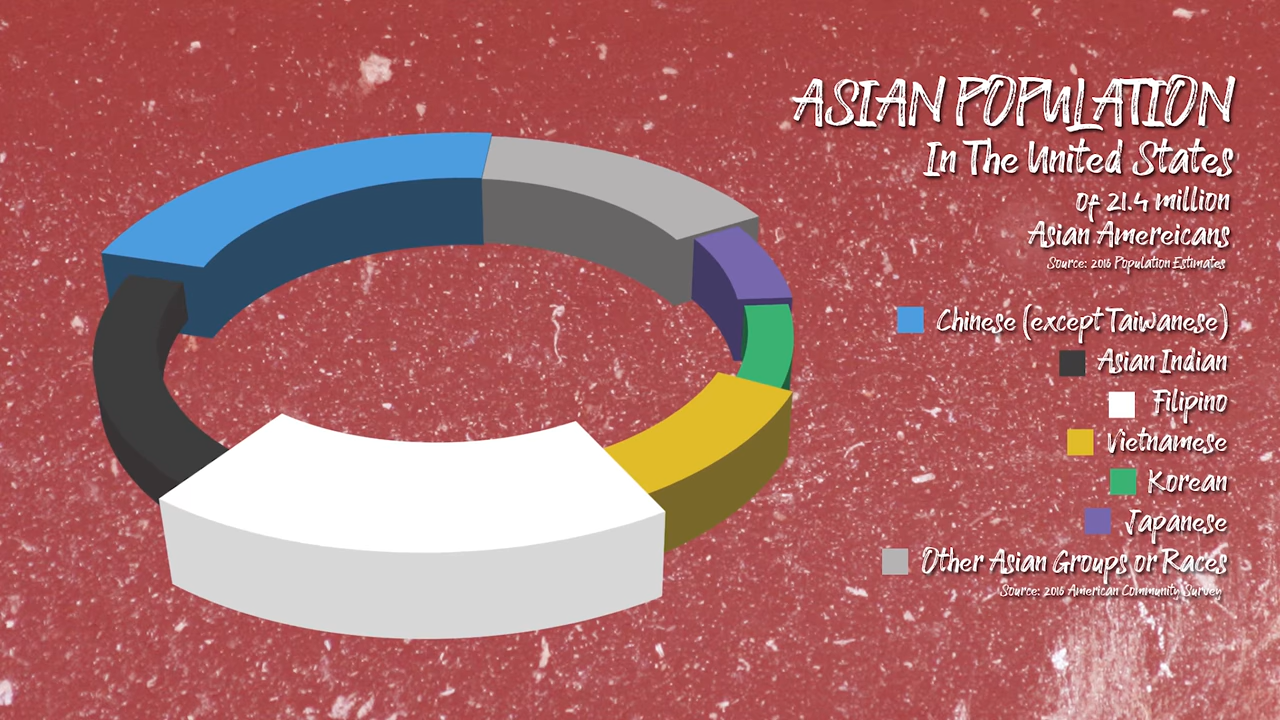 ASIAN POPULATION
In The United States
of 21.4 million
Asian Amereicans
Source: 2016 Population Estimates
Chinese (except Taiwanese)
Asian Indian
Filipino
Vietnamese
Korean
Japanese
Other Asian Groups or Races
Source: 2016 American Community Survey